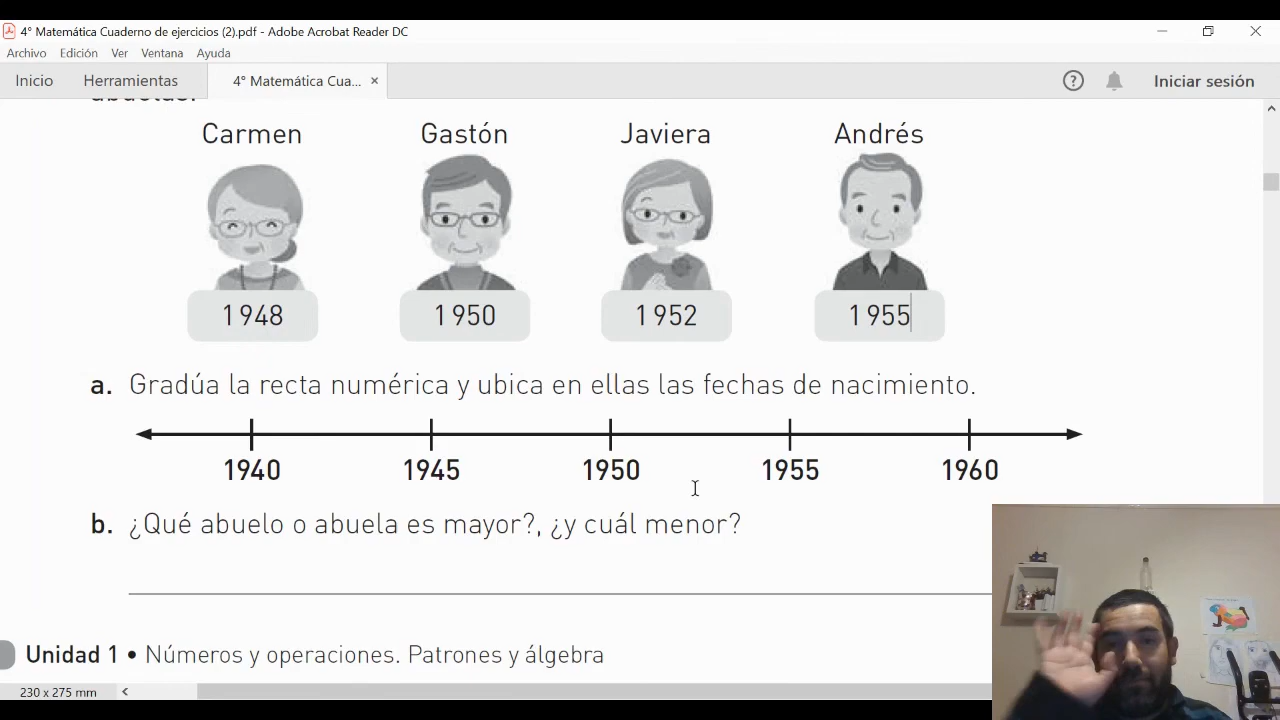 4° Matemática Cuaderno de ejercicios (2).pdf - Adobe Acrobat Reader DC
Archivo Edición Ver Ventana Ayuda
Inicio Herramientas 4° Matemática Cua... × ? Iniciar sesión
abuelas.
Carmen Gastón Javiera Andrés
1 948 1 950 1 952 1 955
a. Gradúa la recta numérica y ubica en ellas las fechas de nacimiento.
1940 1945 1950 1955 1960
b. ¿Qué abuelo o abuela es mayor?, ¿y cuál menor?
Unidad 1 • Números y operaciones. Patrones y álgebra
230 x 275 mm